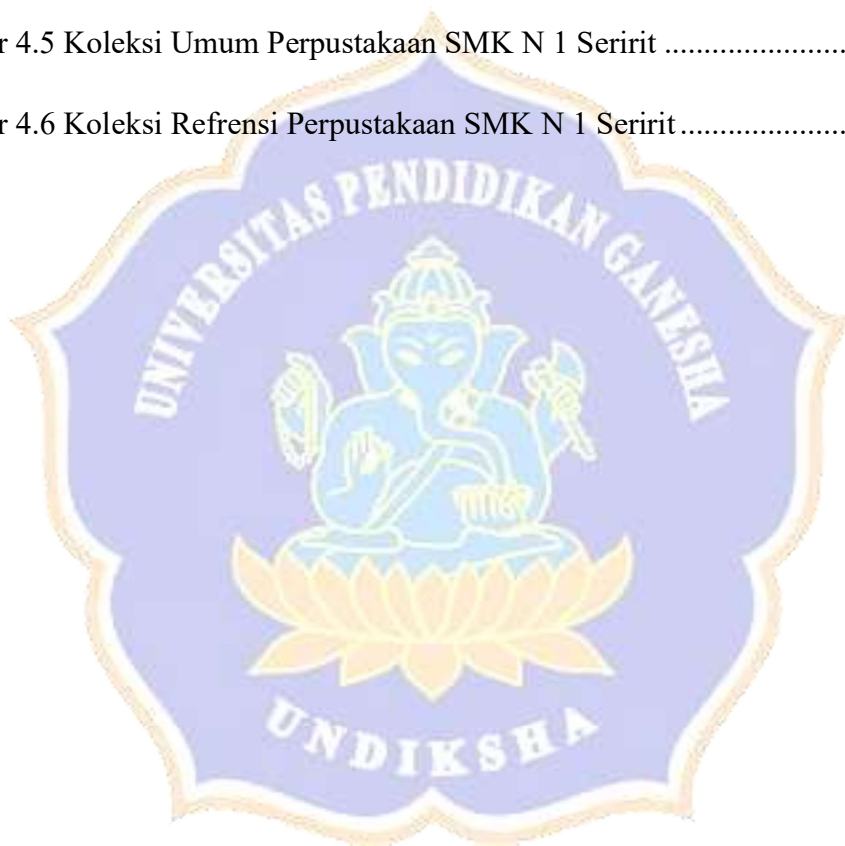 r 4.5 Koleksi Umum Perpustakaan SMK N 1 Seririt .......................
r 4.6 Koleksi Refrensi Perpustakaan SMK N 1 Seririt .....................
UNIVERSITAS PENDIDIKAN GANESHA
UNDIKSHA